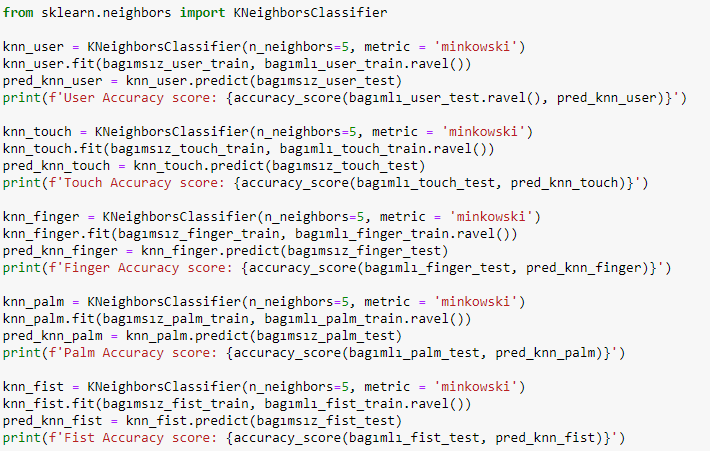 from sklearn.neighbors import KNeighborsClassifier
knn_user = KNeighborsClassifier(n_neighbors=5, metric = 'minkowski')
knn_user.fit(bagımsız_user_train, bagımlı_user_train.ravel())
pred_knn_user = knn_user.predict(bagımsız_user_test)
print(f'User Accuracy score: {accuracy_score(bagımlı_user_test.ravel(), pred_knn_user)}')
knn_touch = KNeighborsClassifier(n_neighbors=5, metric = 'minkowski')
knn_touch.fit(bagımsız_touch_train, bagımlı_touch_train.ravel())
pred_knn_touch = knn_touch.predict(bagımsız_touch_test)
print(f'Touch Accuracy score: {accuracy_score(bagımlı_touch_test, pred_knn_touch)}')
knn_finger = KNeighborsClassifier(n_neighbors=5, metric = 'minkowski')
knn_finger.fit(bagımsız_finger_train, bagımlı_finger_train.ravel())
pred_knn_finger = knn_finger.predict(bagımsız_finger_test)
print(f'Finger Accuracy score: {accuracy_score(bagımlı_finger_test, pred_knn_finger)}')
knn_palm = KNeighborsClassifier(n_neighbors=5, metric = 'minkowski')
knn_palm.fit(bagımsız_palm_train, bagımlı_palm_train.ravel())
pred_knn_palm = knn_palm.predict(bagımsız_palm_test)
print(f'Palm Accuracy score: {accuracy_score(bagımlı_palm_test, pred_knn_palm)}')
knn_fist = KNeighborsClassifier(n_neighbors=5, metric = 'minkowski')
knn_fist.fit(bagımsız_fist_train, bagımlı_fist_train.ravel())
pred_knn_fist = knn_fist.predict(bagımsız_fist_test)
print(f'Fist Accuracy score: {accuracy_score(bagımlı_fist_test, pred_knn_fist)}')